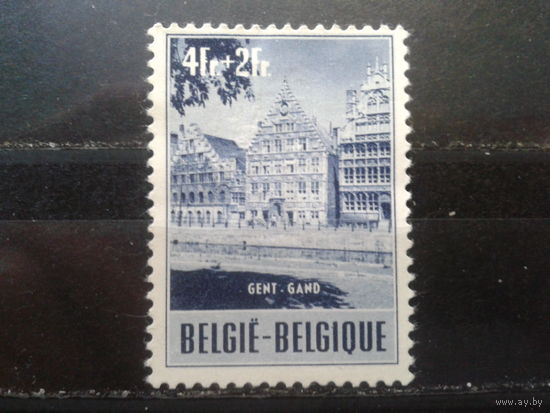 4Fr.+2Fr.
GENT - GAND
BELGIË-BELGIQUE
www.ay.by